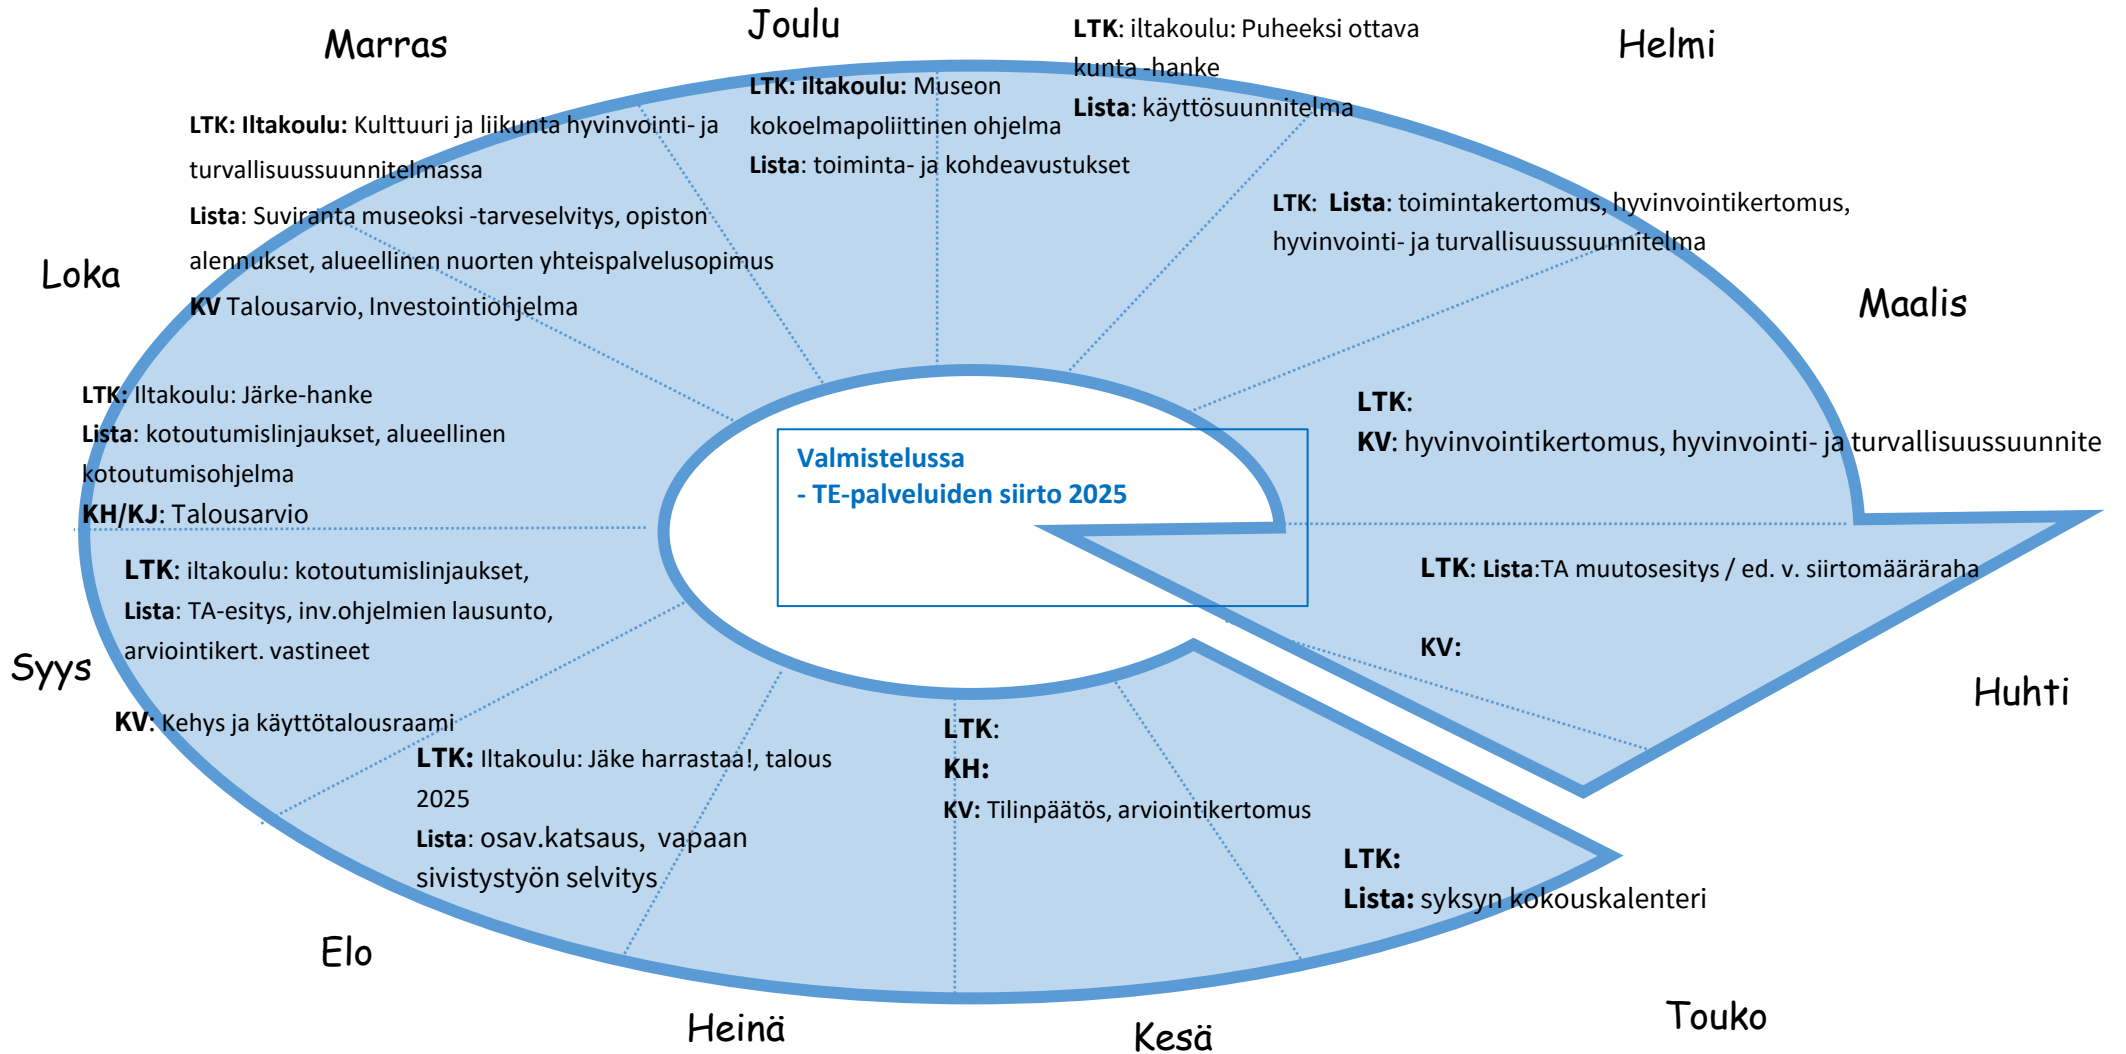 Joulu
Marras
Helmi
LTK: iltakoulu: Puheeksi ottava
kunta -hanke
Lista: käyttösuunnitelma
LTK: iltakoulu: Museon
kokoelmapoliittinen ohjelma
Lista: toiminta- ja kohdeavustukset
LTK: Iltakoulu: Kulttuuri ja liikunta hyvinvointi- ja
turvallisuussuunnitelmassa
Lista: Suviranta museoksi -tarveselvitys, opiston
alennukset, alueellinen nuorten yhteispalvelusopimus
KV Talousarvio, Investointiohjelma
LTK: Lista: toimintakertomus, hyvinvointikertomus,
hyvinvointi- ja turvallisuussuunnitelma
Loka
Maalis
LTK: Iltakoulu: Järke-hanke
Lista: kotoutumislinjaukset, alueellinen
kotoutumisohjelma
KH/KJ: Talousarvio
LTK:
KV: hyvinvointikertomus, hyvinvointi- ja turvallisuussuunnite
Valmistelussa
- TE-palveluiden siirto 2025
LTK: iltakoulu: kotoutumislinjaukset,
Lista: TA-esitys, inv.ohjelmien lausunto,
arviointikert. vastineet
KV: Kehys ja käyttötalousraami
LTK: Lista:TA muutosesitys / ed. v. siirtomääräraha
KV:
Syys
Huhti
LTK: Iltakoulu: Jäke harrastaa!, talous
2025
Lista: osav.katsaus, vapaan
sivistystyön selvitys
LTK:
KH:
KV: Tilinpäätös, arviointikertomus
LTK:
Lista: syksyn kokouskalenteri
Elo
Heinä
Kesä
Touko